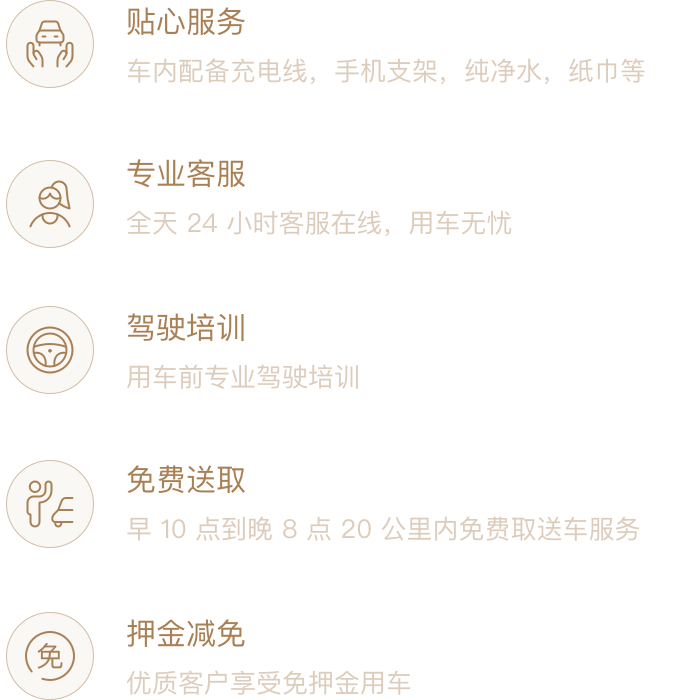 贴心服务
车内配备充电线，手机支架，纯净水，纸巾等
专业客服
全天 24 小时客服在线，用车无忧
驾驶培训
用车前专业驾驶培训
免费送取
早 10 点到晚 8 点 20 公里内免费取送车服务
免
押金减免
优质客户享受免押金用车